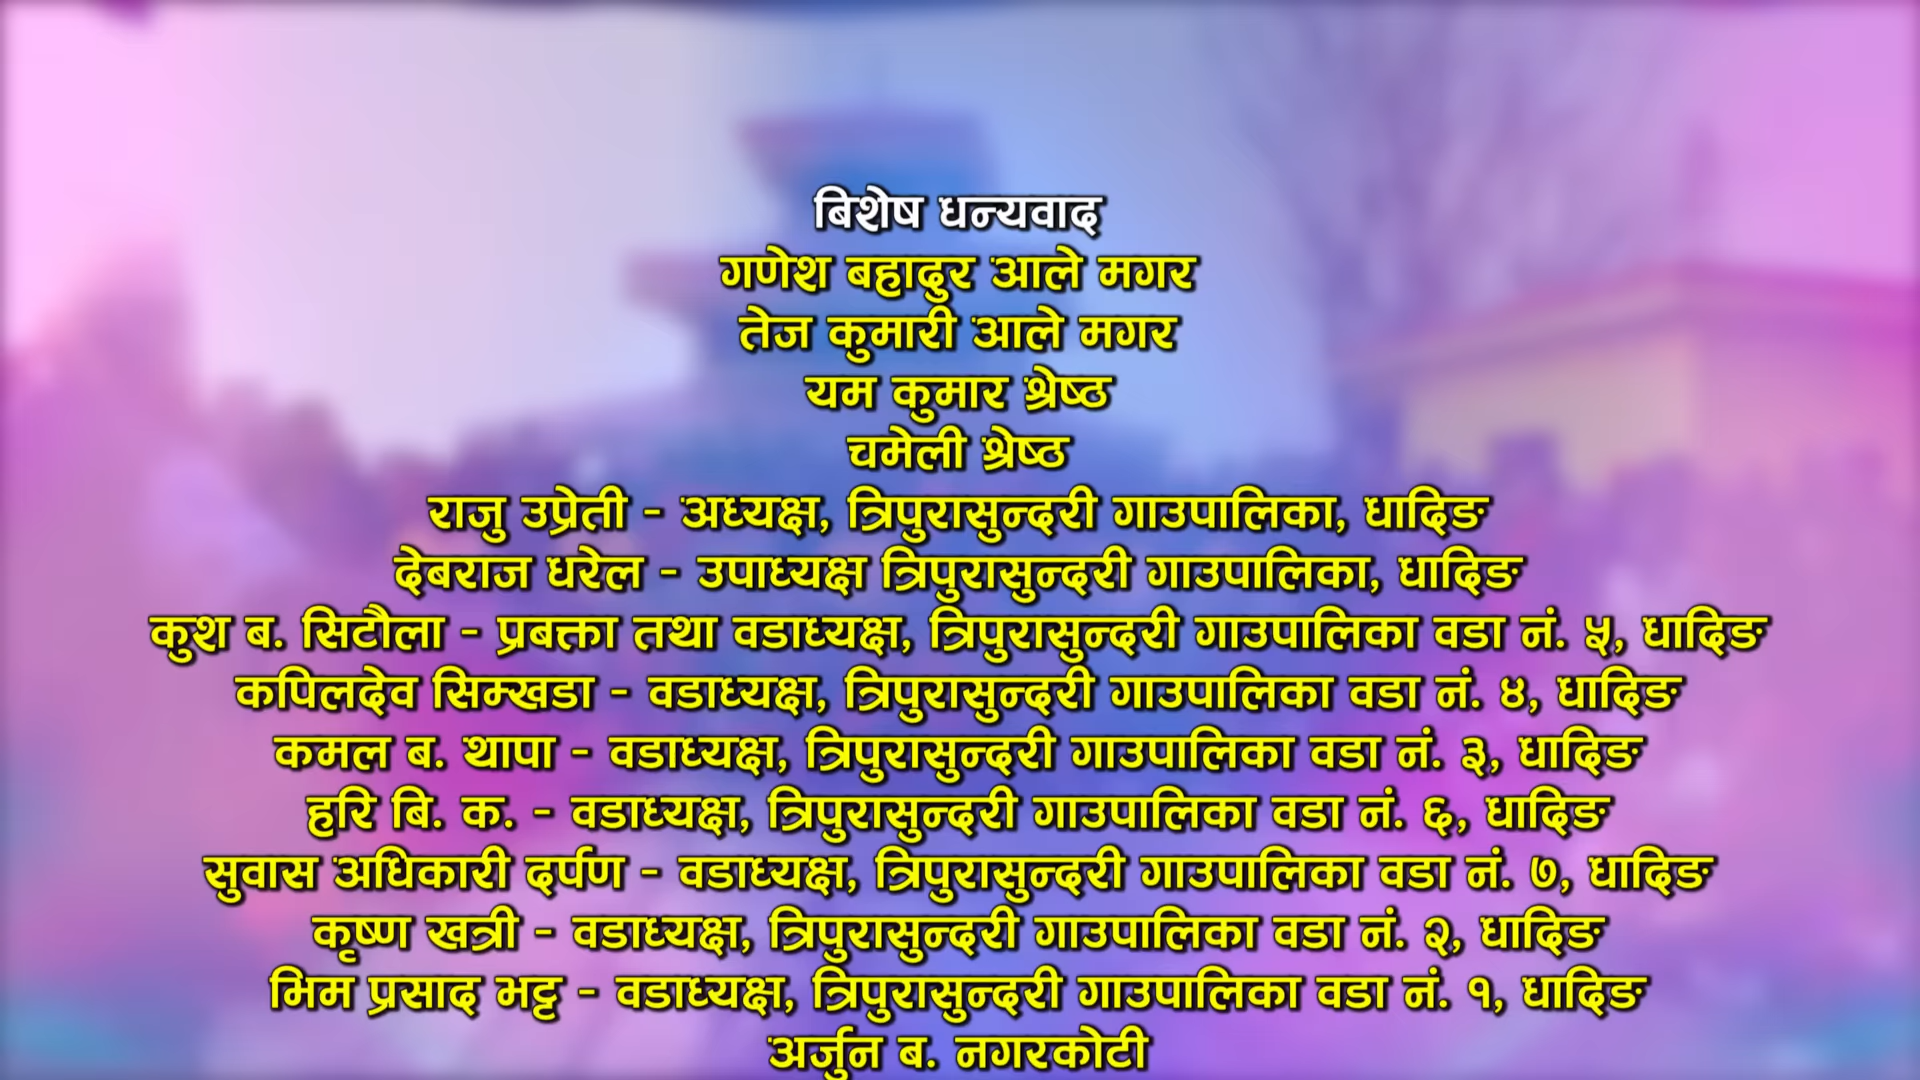 बिशेष धन्यवाद
गणेश बहादुर आले मगर
तेज कुमारी आले मगर
यम कुमार श्रेष्ठ
चमेली श्रेष्ठ
राजु उप्रेती - अध्यक्ष, त्रिपुरासुन्दरी गाउपालिका, धादिङ
देबराज धरेल - उपाध्यक्ष त्रिपुरासुन्दरी गाउपालिका, धादिङ
कुश ब. सिटौला - प्रबक्ता तथा वडाध्यक्ष, त्रिपुरासुन्दरी गाउपालिका वडा नं. ५, धादिङ
कपिलदेव सिम्खडा - वडाध्यक्ष, त्रिपुरासुन्दरी गाउपालिका वडा नं. ४, धादिङ
कमल ब. थापा - वडाध्यक्ष, त्रिपुरासुन्दरी गाउपालिका वडा नं. ३, धादिङ
हरि बि. क. - वडाध्यक्ष, त्रिपुरासुन्दरी गाउपालिका वडा नं. ६, धादिङ
सुवास अधिकारी दर्पण - वडाध्यक्ष, त्रिपुरासुन्दरी गाउपालिका वडा नं. ७, धादिङ
कृष्ण खत्री - वडाध्यक्ष, त्रिपुरासुन्दरी गाउपालिका वडा नं. २, धादिङ
भिम प्रसाद भट्ट - वडाध्यक्ष, त्रिपुरासुन्दरी गाउपालिका वडा नं. १, धादिङ
अर्जुन ब. नगरकोटी